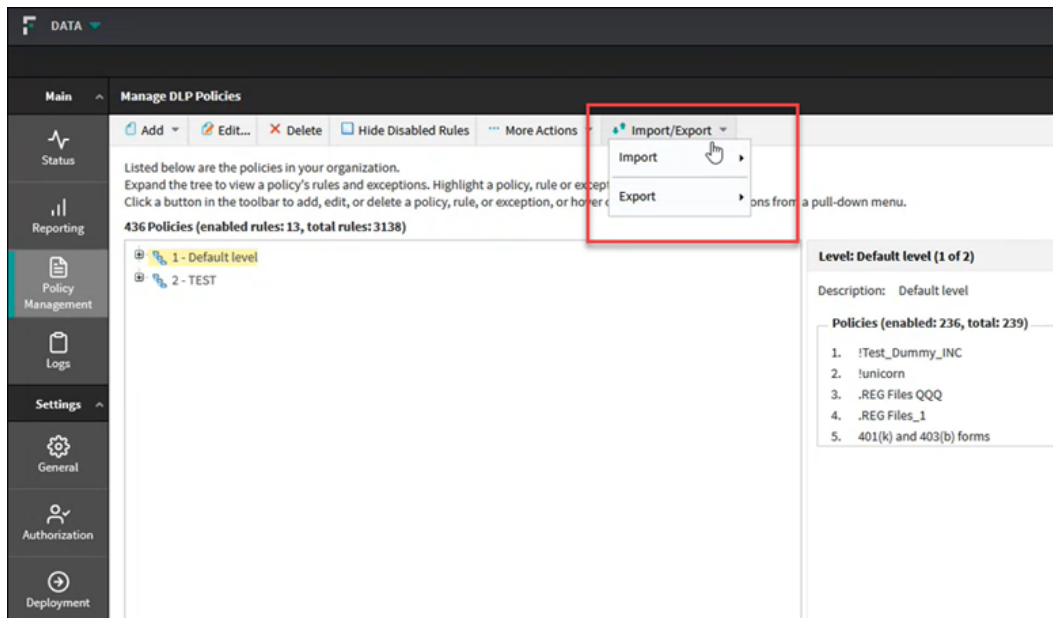 DATA
Main
Manage DLP Policies
Add
Edit...
Delete
Hide Disabled Rules
More Actions
Import/Export
Import
Export
Listed below are the policies in your organization.
Expand the tree to view a policy's rules and exceptions. Highlight a policy, rule or
Click a button in the toolbar to add, edit, or delete a policy, rule, or exception, or from a pull-down menu.
436 Policies (enabled rules: 13, total rules: 3138)
1 - Default level
2 - TEST
Level: Default level (1 of 2)
Description: Default level
Policies (enabled: 236, total: 239)
1. !Test_Dummy_INC
2. !unicorn
3. .REG Files QQQ
4. .REG Files_1
5. 401(k) and 403(b) forms
Status
Reporting
Policy
Management
Logs
Settings
General
Authorization
Deployment